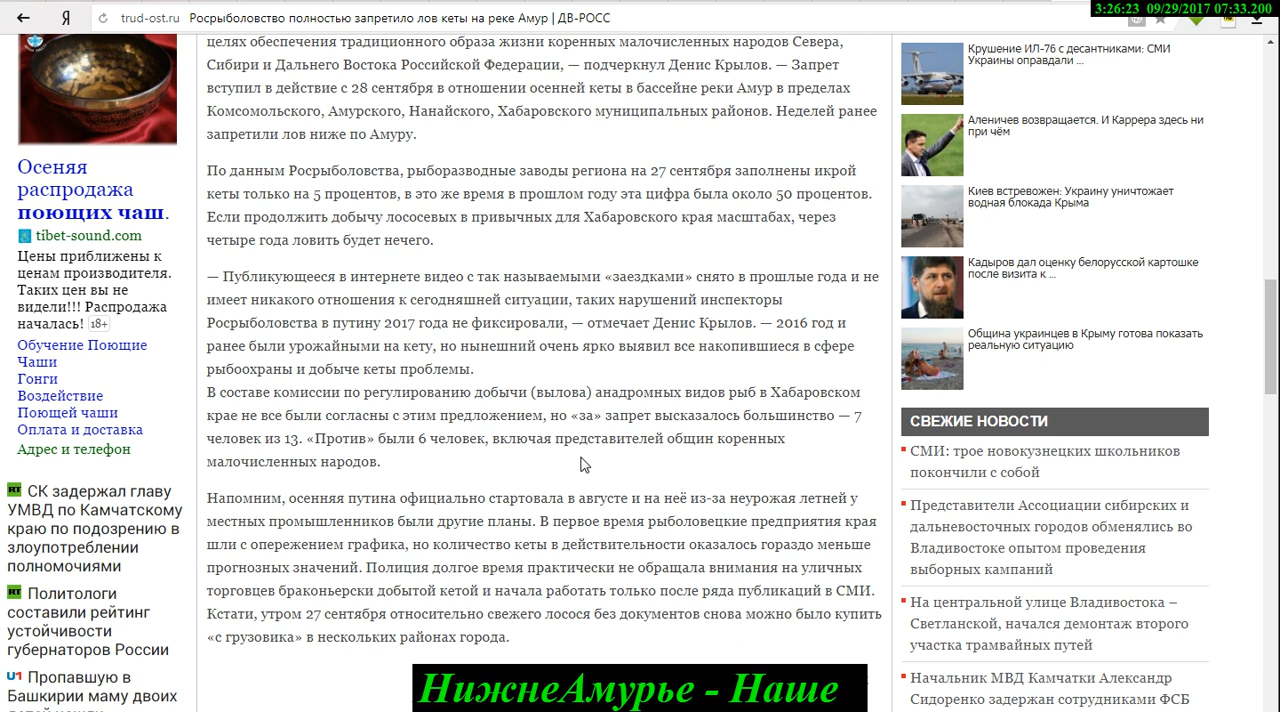 3:26:23 09/29/2017 07:33.200
Я trud-ost.ru Росрыболовство полностью запретило лов кеты на реке Амур | ДВ-РОСС
Осеняя
распродажа
поющих чаш.
tibet-sound.com
Цены приближены к
ценам производителя.
Таких цен вы не
видели!!! Распродажа
началась! 18+
Обучение Поющие
Чаши
Гонги
Воздействие
Поющей чаши
Оплата и доставка
Адрес и телефон
RT СК задержал главу
УМВД по Камчатскому
краю по подозрению в
злоупотреблении
полномочиями
RT Политологи
составили рейтинг
устойчивости
губернаторов России
U1 Пропавшую в
Башкирии маму двоих
целях обеспечения традиционного образа жизни коренных малочисленных народов Севера,
Сибири и Дальнего Востока Российской Федерации, — подчеркнул Денис Крылов. — Запрет
вступил в действие с 28 сентября в отношении осенней кеты в бассейне реки Амур в пределах
Комсомольского, Амурского, Нанайского, Хабаровского муниципальных районов. Неделей ранее
запретили лов ниже по Амуру.
По данным Росрыболовства, рыборазводные заводы региона на 27 сентября заполнены икрой
кеты только на 5 процентов, в это же время в прошлом году эта цифра была около 50 процентов.
Если продолжить добычу лососевых в привычных для Хабаровского края масштабах, через
четыре года ловить будет нечего.
— Пуликующееся в интернете видео с так называемыми «заездками» снято в прошлые года и не
имеет никакого отношения к сегодняшней ситуации, таких нарушений инспекторы
Росрыболовства в путину 2017 года не фиксировали, — отмечает Денис Крылов. — 2016 год и
ранее были урожайными на кету, но нынешний очень ярко выявил все накопившиеся в сфере
рыбоохраны и добыче кеты проблемы.
В составе комиссии по регулированию добычи (вылова) анадромных видов рыб в Хабаровском
крае не все были согласны с этим предложением, но «за» запрет высказалось большинство — 7
человек из 13. «Против» были 6 человек, включая представителей общин коренных
малочисленных народов.
Напомним, осенняя путина официально стартовала в августе и на неё из-за неурожая летней у
местных промышленников были другие планы. В первое время рыболовецкие предприятия края
шли с опережением графика, но количество кеты в действительности оказалось гораздо меньше
прогнозных значений. Полиция долгое время практически не обращала внимания на уличных
торговцев браконьерски добытой кетой и начала работать только после ряда публикаций в СМИ.
Кстати, утром 27 сентября относительно свежего лосося без документов снова можно было купить
«с грузовика» в нескольких районах города.
НижнеАмурье - Наше
Крушение ИЛ-76 с десантниками: СМИ
Украины оправдали ...
Аленичев возвращается. И Каррера здесь ни
при чём
Киев встревожен: Украину уничтожает
водная блокада Крыма
Кадыров дал оценку белорусской картошке
после визита к ...
Община украинцев в Крыму готова показать
реальную ситуацию
СВЕЖИЕ НОВОСТИ
СМИ: трое новокузнецких школьников
покончили с собой
Представители Ассоциации сибирских и
дальневосточных городов обменялись во
Владивостоке опытом проведения
выборных кампаний
На центральной улице Владивостока –
Светланской, начался демонтаж второго
участка трамвайных путей
Начальник МВД Камчатки Александр
Сидоренко задержан сотрудниками ФСБ